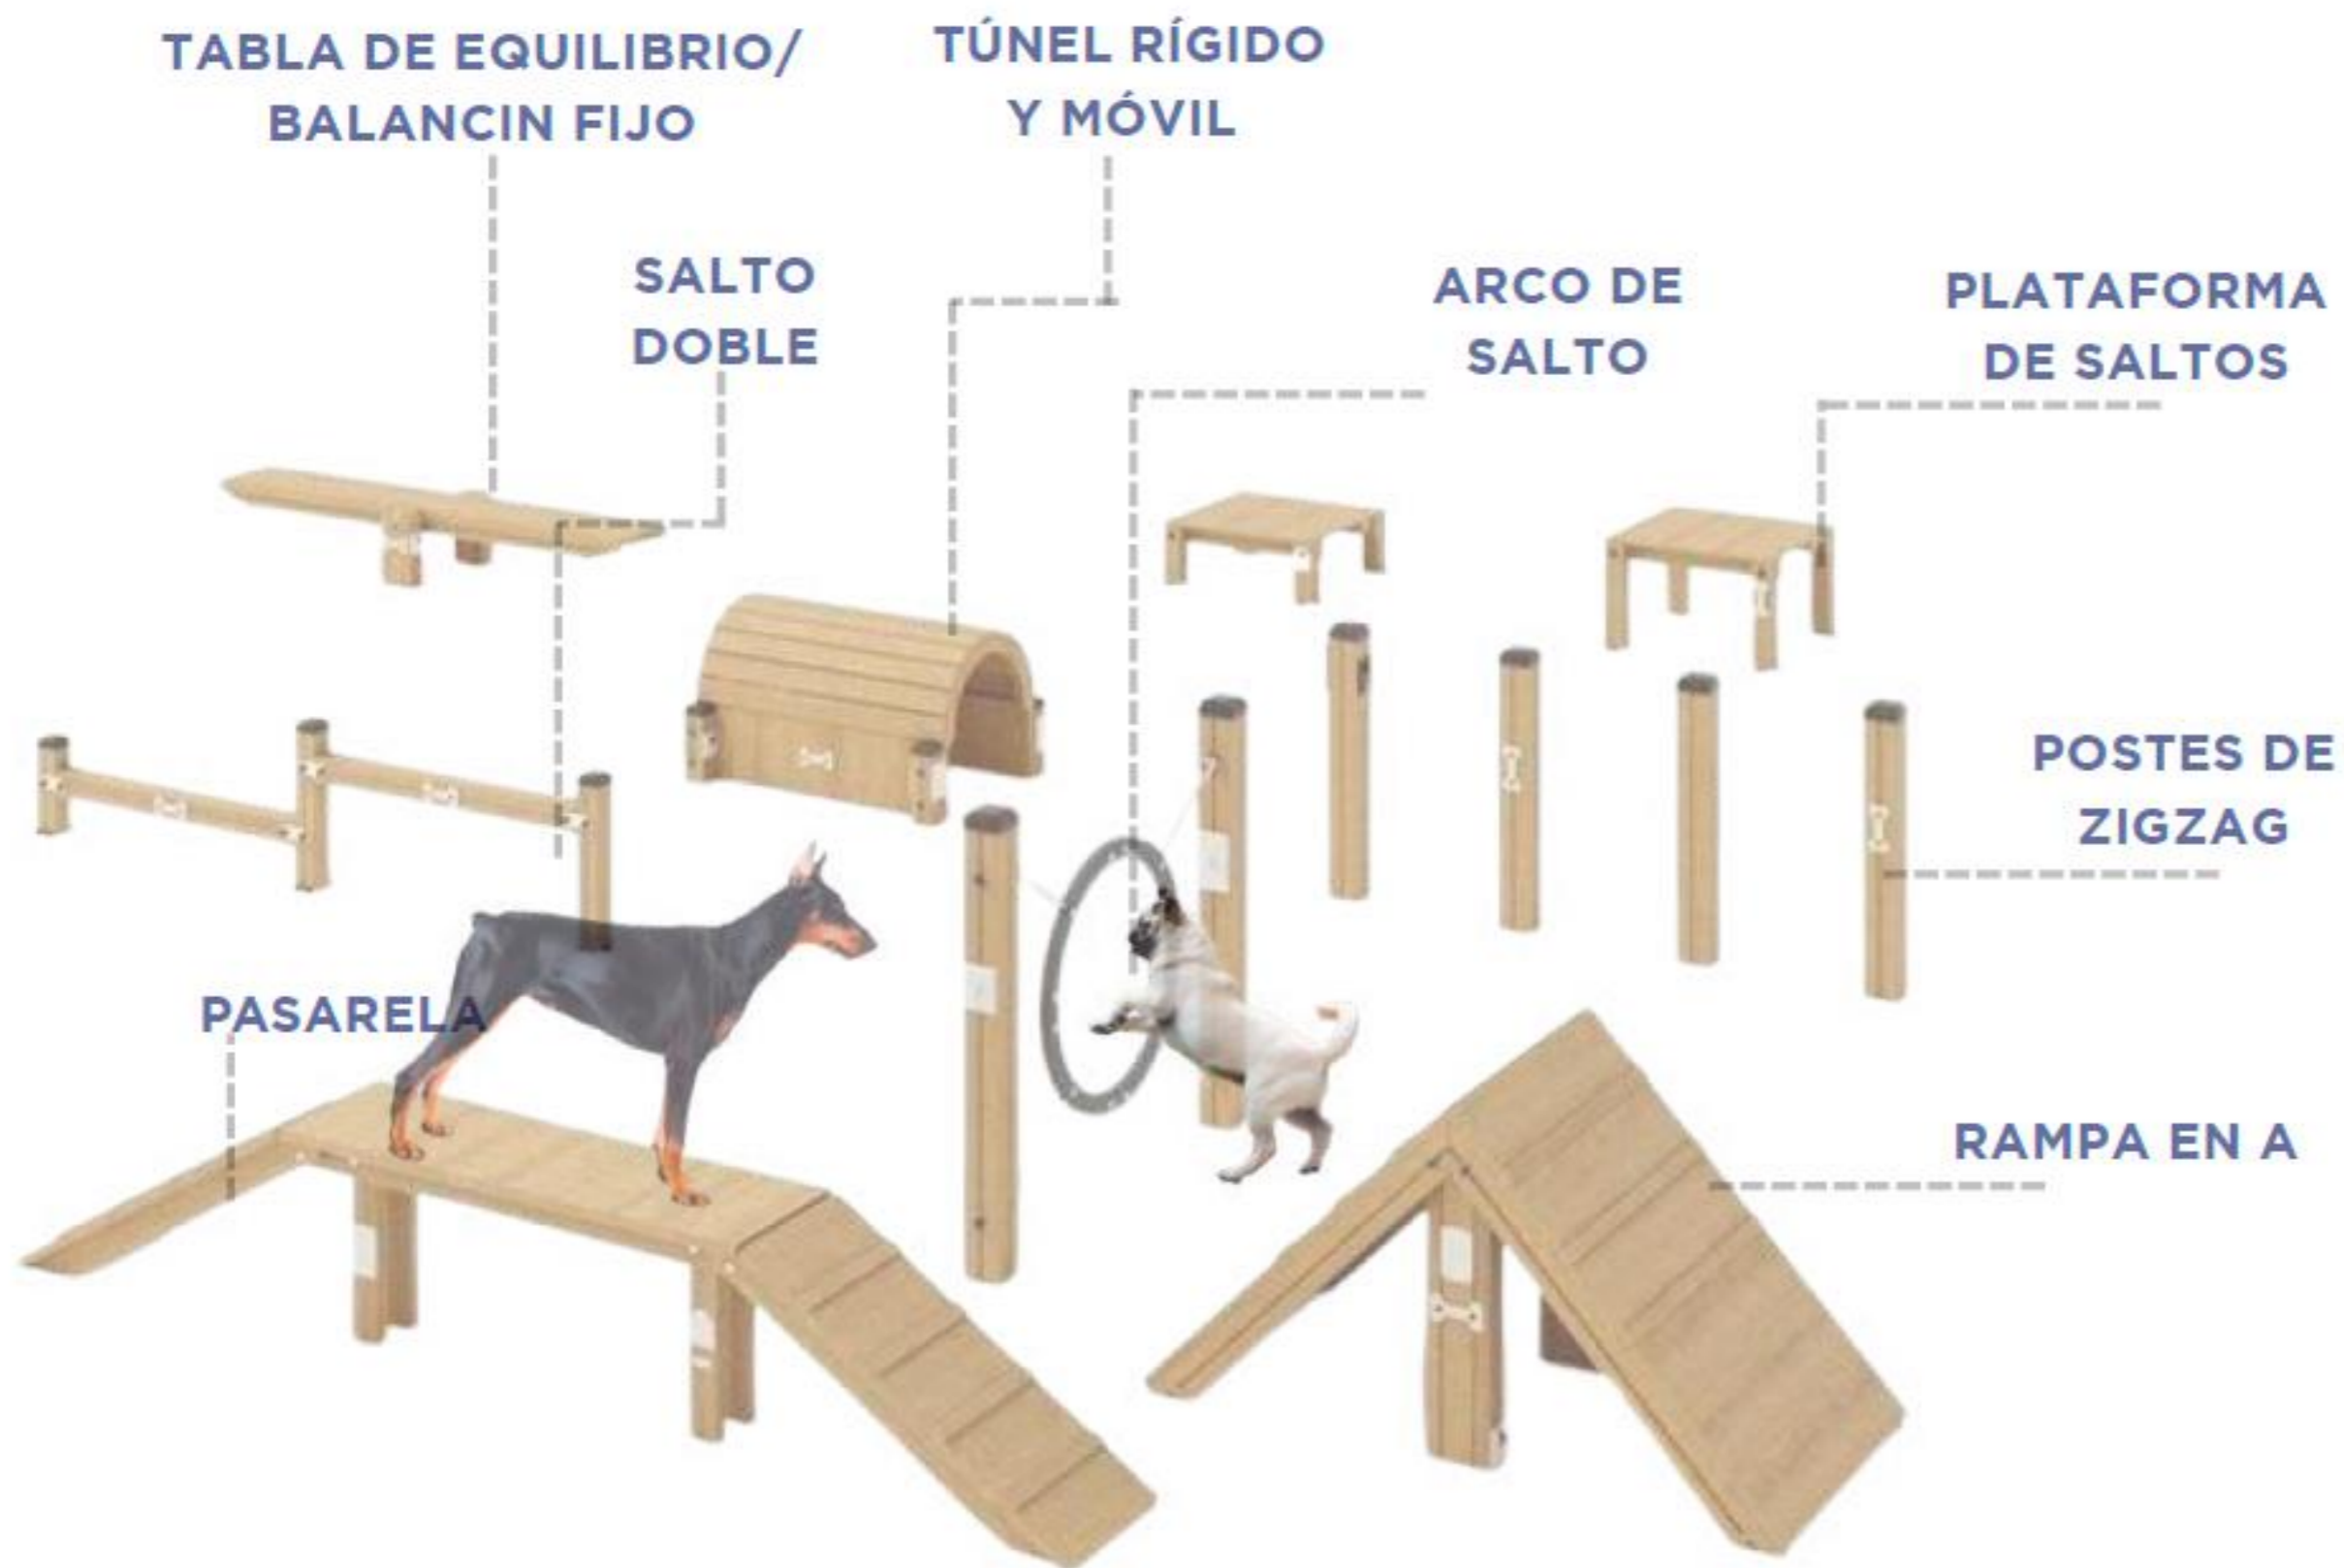 TABLA DE EQUILIBRIO/
BALANCIN FIJO
TÚNEL RÍGIDO
Y MÓVIL
SALTO
DOBLE
ARCO DE
SALTO
PLATAFORMA
DE SALTOS
POSTES DE
ZIGZAG
PASARELA
RAMPA EN A